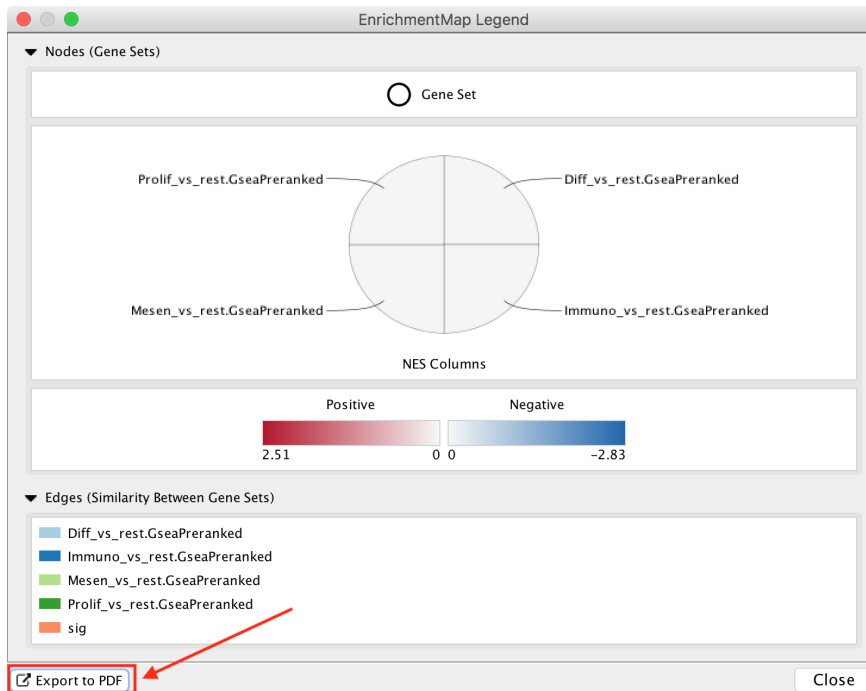 EnrichmentMap Legend
Nodes (Gene Sets)
Gene Set
Prolif_vs_rest.GseaPreranked
Diff_vs_rest.GseaPreranked
Mesen_vs_rest.GseaPreranked
Immuno_vs_rest.GseaPreranked
NES Columns
Positive Negative
2.51 0 0 -2.83
Edges (Similarity Between Gene Sets)
Diff_vs_rest.GseaPreranked
Immuno_vs_rest.GseaPreranked
Mesen_vs_rest.GseaPreranked
Prolif_vs_rest.GseaPreranked
sig
Export to PDF Close